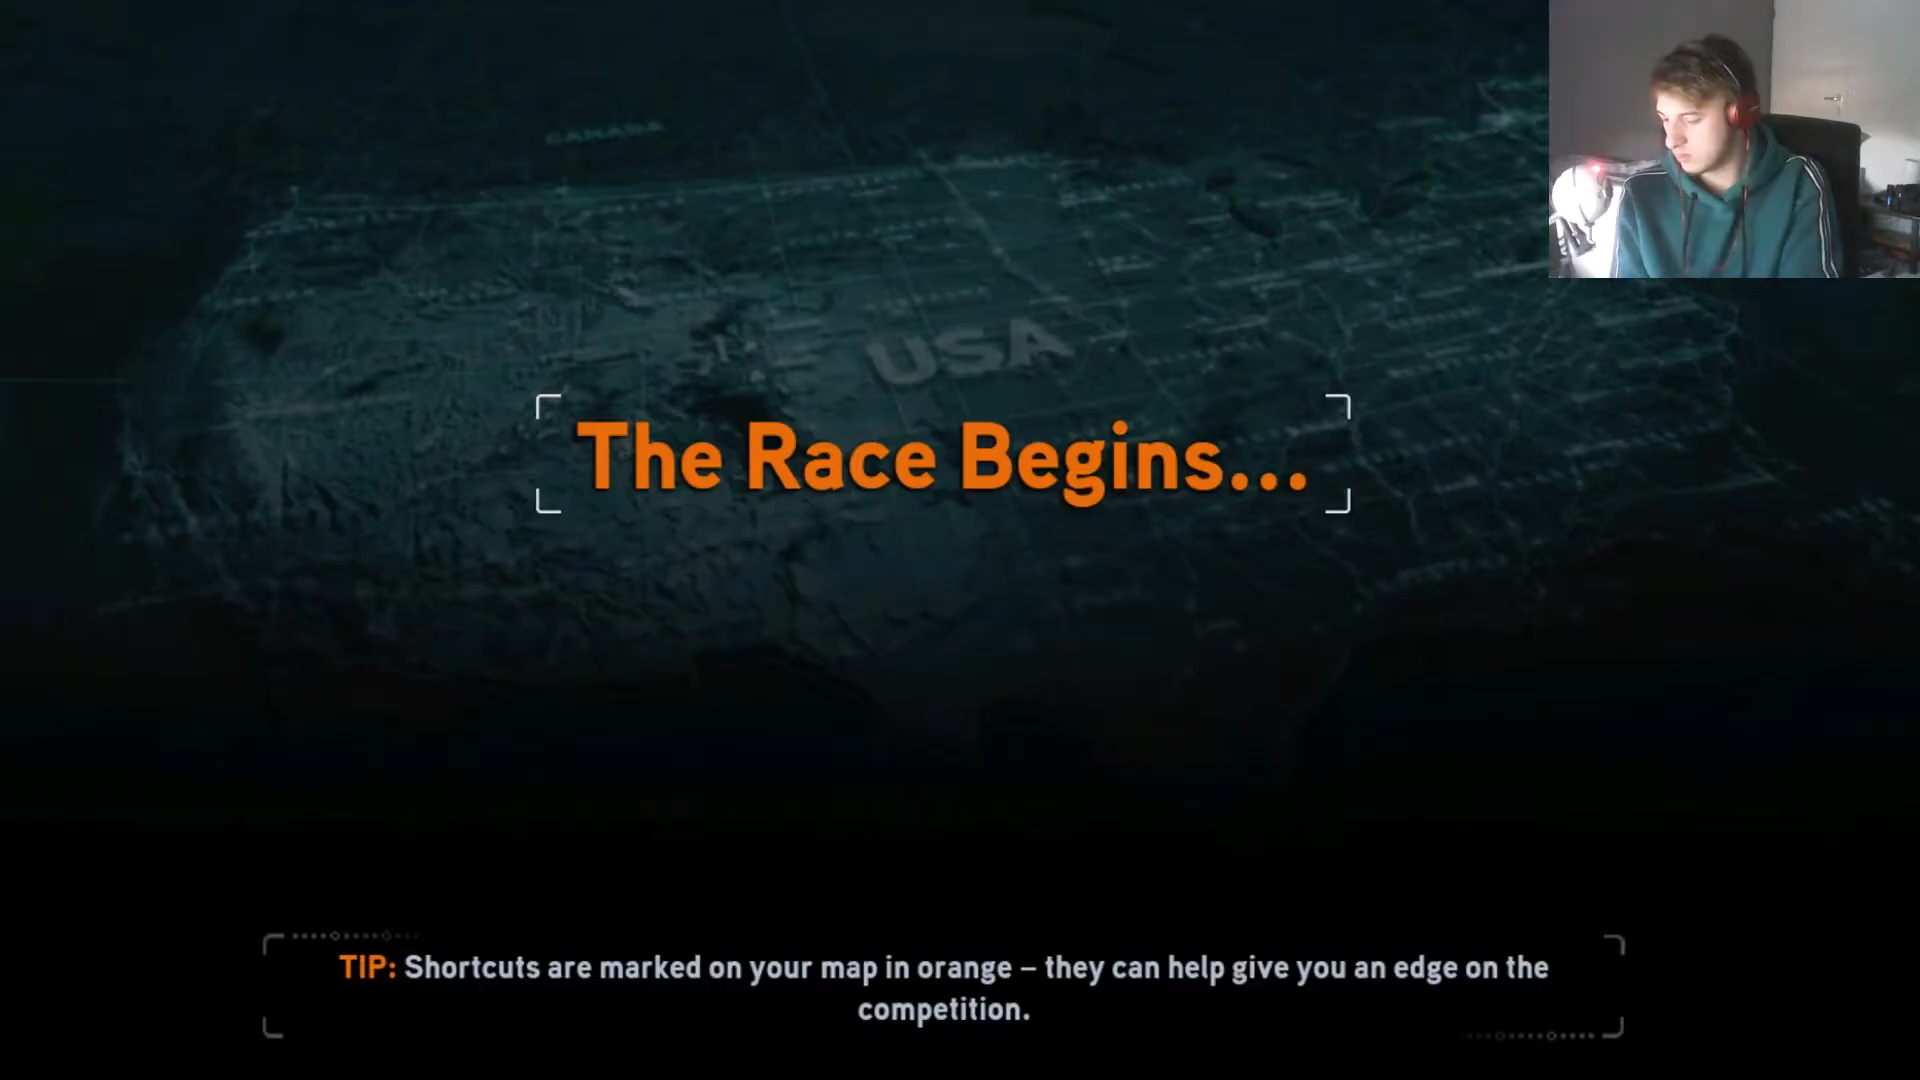 CANADA
USA
The Race Begins...
TIP: Shortcuts are marked on your map in orange – they can help give you an edge on the
competition.